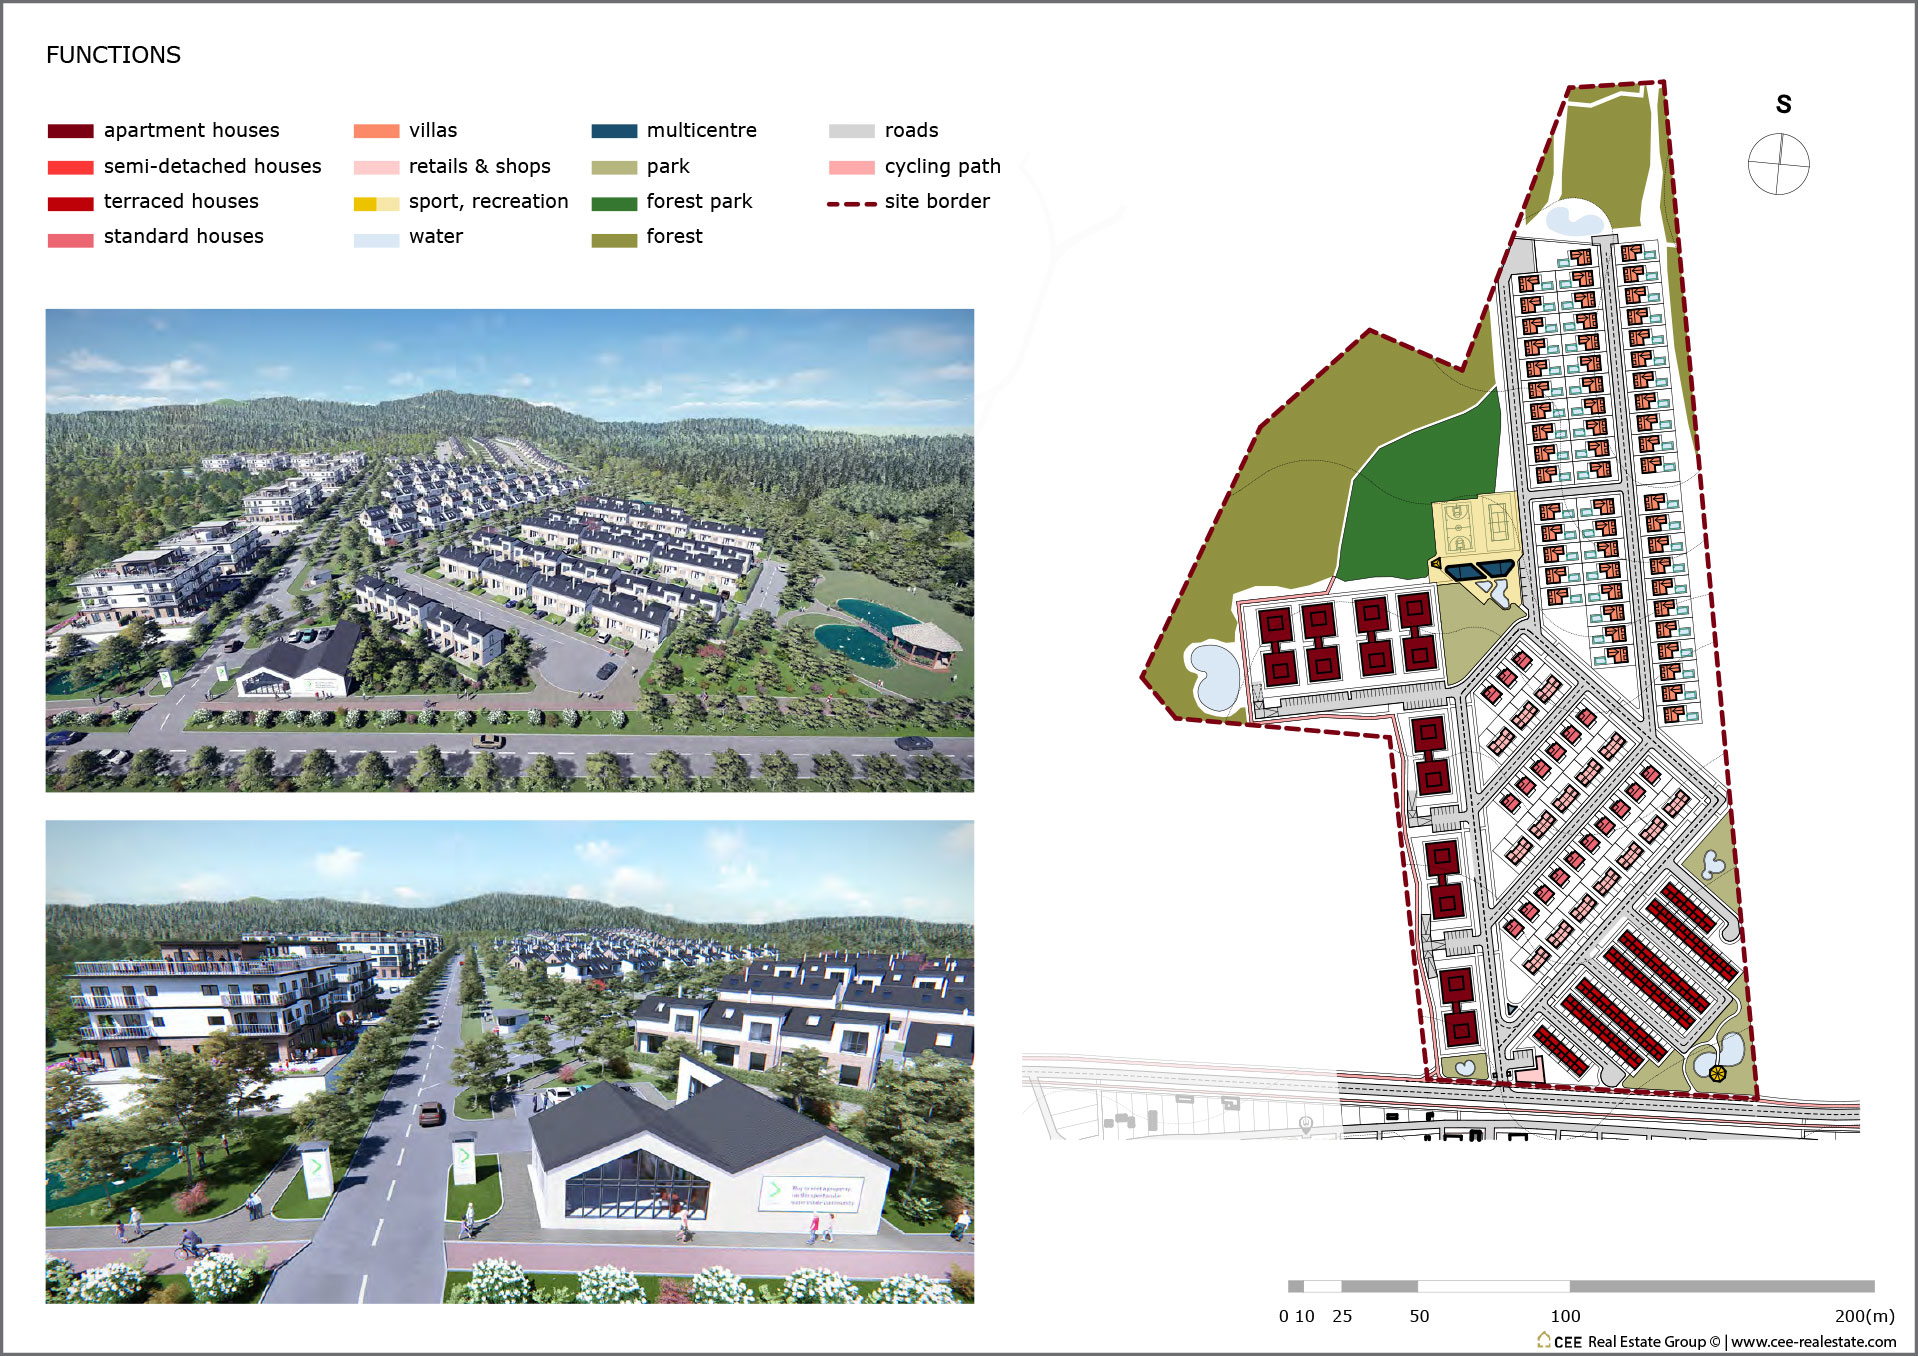 FUNCTIONS
apartment houses
semi-detached houses
terraced houses
standard houses
villas
retails & shops
sport, recreation
water
multicentre
park
forest park
forest
roads
cycling path
site border
S
0 10 25 50 100 200(m)
CEE Real Estate Group © | www.cee-realestate.com